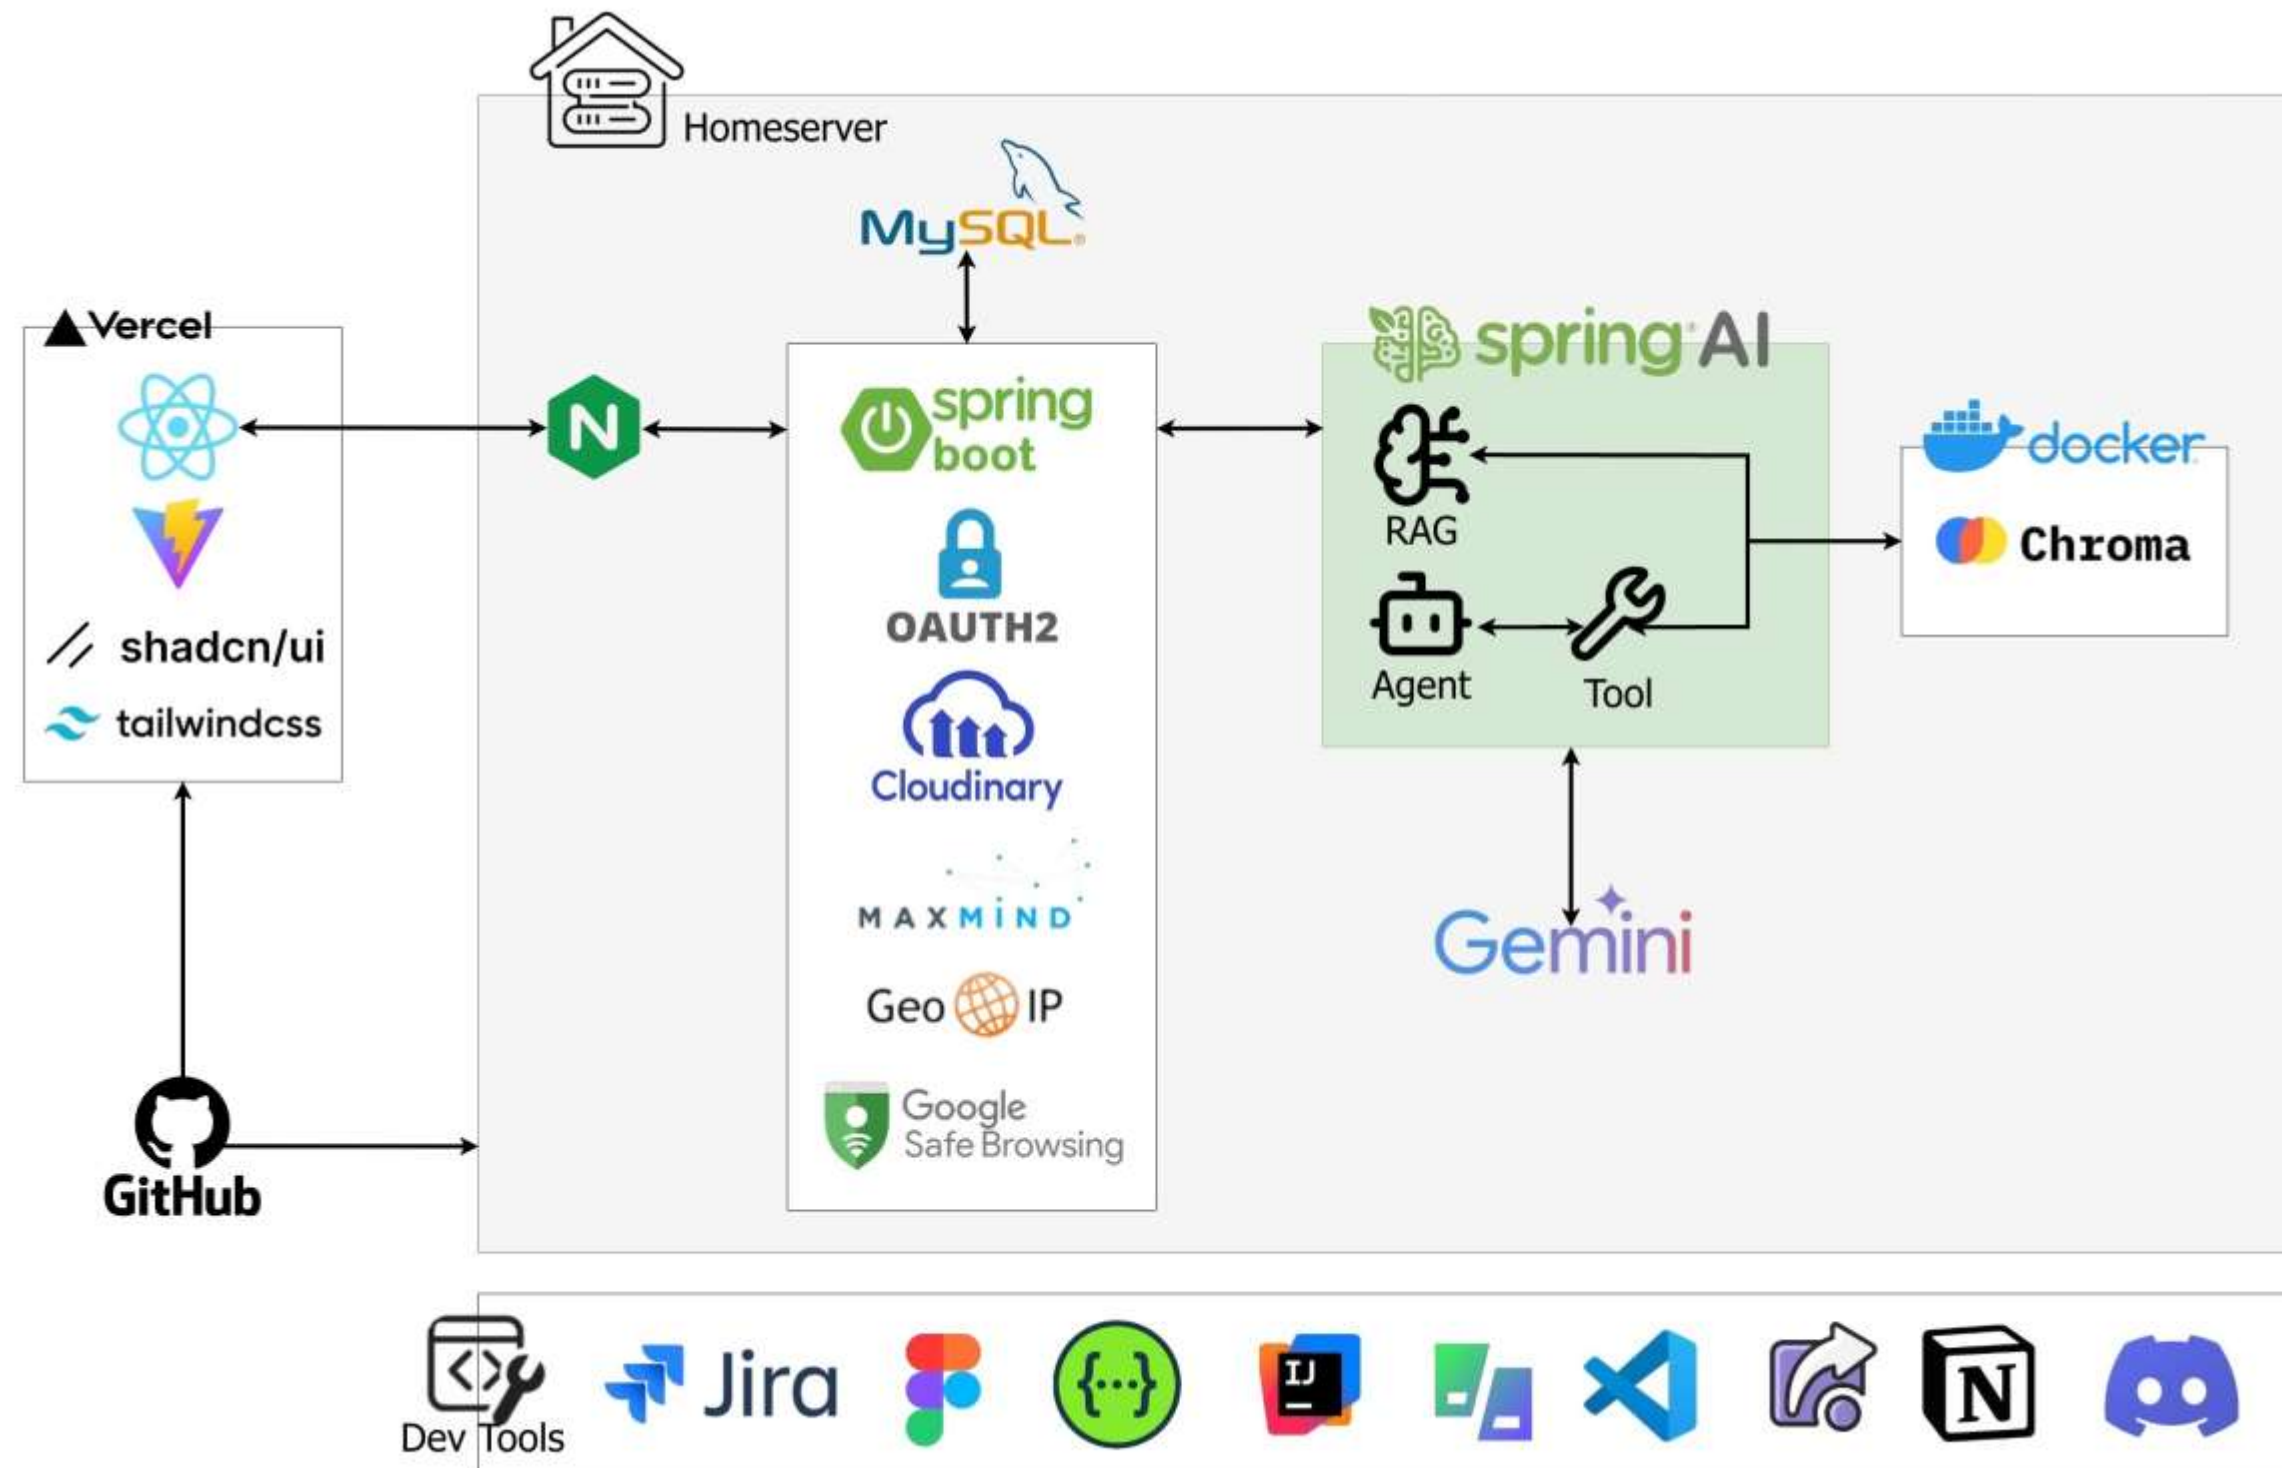 Homeserver
MySQL®
Vercel
shadcn/ui
tailwindcss
N
spring
boot
OAUTH2
Cloudinary
MAXMIND
Geo IP
Google
Safe Browsing
spring AI
RAG
Agent
Tool
docker
Chroma
Gemini
GitHub
Dev Tools
Jira
{...}
IJ
N